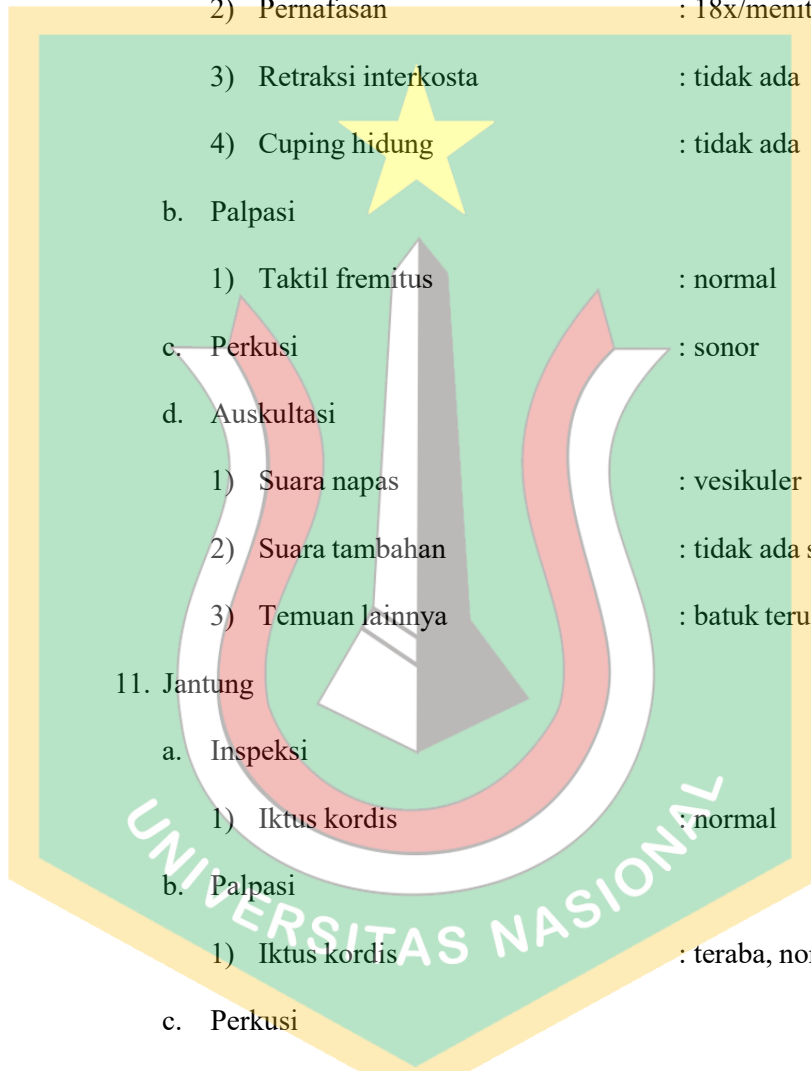 2) Pernafasan : 18x/menit
3) Retraksi interkosta : tidak ada
4) Cuping hidung : tidak ada
b. Palpasi
1) Taktil fremitus : normal
c. Perkusi : sonor
d. Auskultasi
1) Suara napas : vesikuler
2) Suara tambahan : tidak ada
3) Temuan lainnya : batuk
11. Jantung
a. Inspeksi
1) Iktus kordis : normal
b. Palpasi
1) Iktus kordis : teraba,
c. Perkusi
UNIVERSITAS NASIONAL